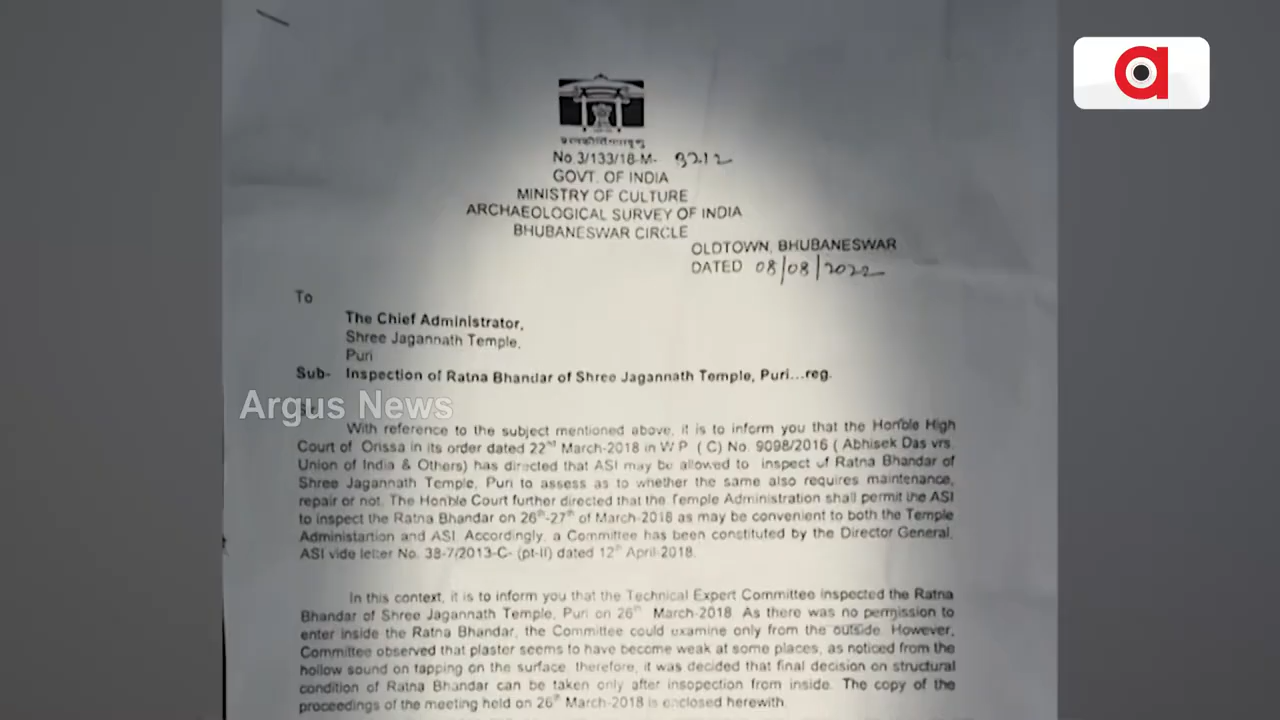 a
No.3/133/18-M- 3212
GOVT. OF INDIA
MINISTRY OF CULTURE
ARCHAEOLOGICAL SURVEY OF INDIA
BHUBANESWAR CIRCLE
OLDTOWN, BHUBANESWAR
DATED 08/08/2022
To
The Chief Administrator,
Shree Jagannath Temple,
Puri
Sub- Inspection of Ratna Bhandar of Shree Jagannath Temple, Puri...reg.
Argus News
With reference to the subject mentioned above, it is to inform you that the Hon'ble High
Court of Orissa in its order dated 22nd March-2018 in W.P. ( C) No. 9098/2016 ( Abhisek Das vrs.
Union of India & Others) has directed that ASI may be allowed to inspect of Ratna Bhandar of
Shree Jagannath Temple, Puri to assess as to whether the same also requires maintenance,
repair or not. The Hon'ble Court further directed that the Temple Administration shall permit the ASI
to inspect the Ratna Bhandar on 26th-27th of March-2018 as may be convenient to both the Temple
Administartion and ASI. Accordingly, a Committee has been constituted by the Director General,
ASI vide letter No. 38-7/2013-C- (pt-II) dated 12th April-2018.
In this context, it is to inform you that the Technical Expert Committee inspected the Ratna
Bhandar of Shree Jagannath Temple, Puri on 26th March-2018. As there was no permission to
enter inside the Ratna Bhandar, the Committee could examine only from the outside. However,
Committee observed that plaster seems to have become weak at some places, as noticed from the
hollow sound on tapping on the surface, therefore, it was decided that final decision on structural
condition of Ratna Bhandar can be taken only after insopection from inside. The copy of the
proceedings of the meeting held on 26th March-2018 is enclosed herewith.